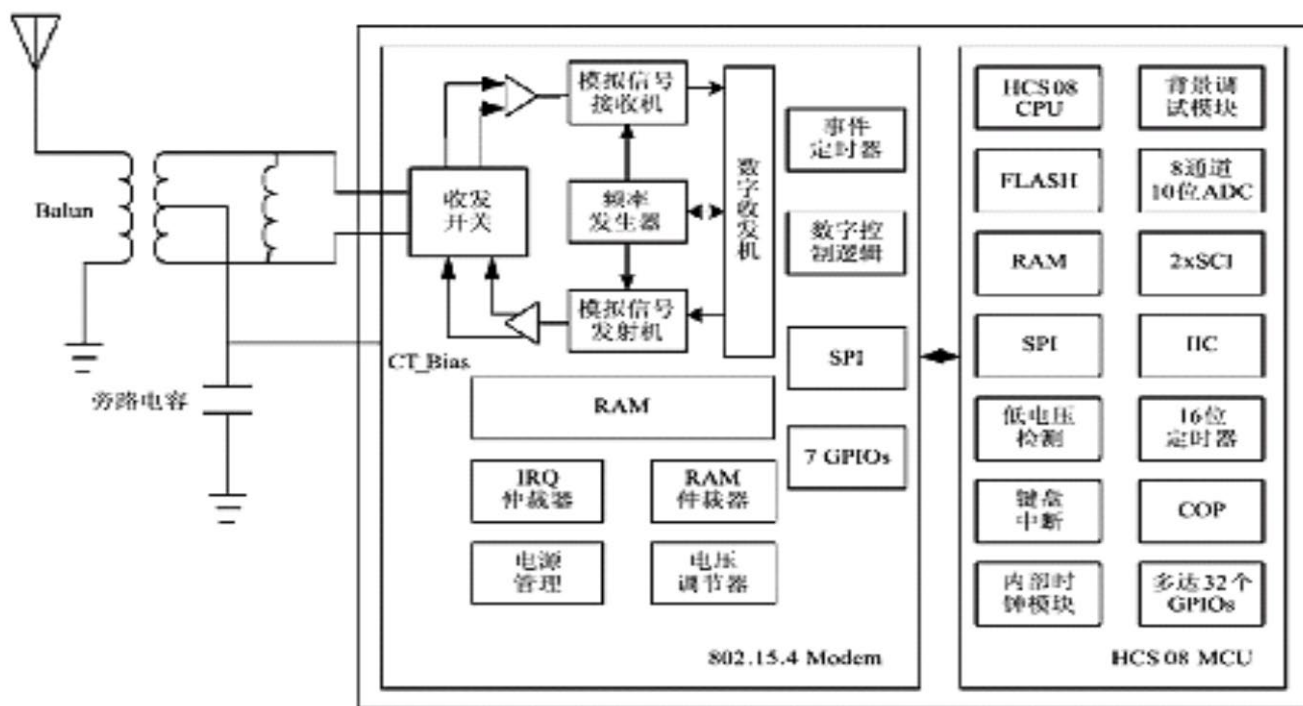 Balun
旁路电容
CT_Bias
收发
开关
模拟信号
接收机
频率
发生器
模拟信号
发射机
数字收发机
事件
定时器
数字控
制逻辑
SPI
7 GPIOs
RAM
IRQ
仲裁器
RAM
仲裁器
电源
管理
电压
调节器
802.15.4 Modem
HCS08
CPU
背景调
试模块
FLASH
8通道
10位ADC
RAM
2xSCI
SPI
IIC
低电压
检测
16位
定时器
键盘
中断
COP
内部时
钟模块
多达32个
GPIOs
HCS08 MCU